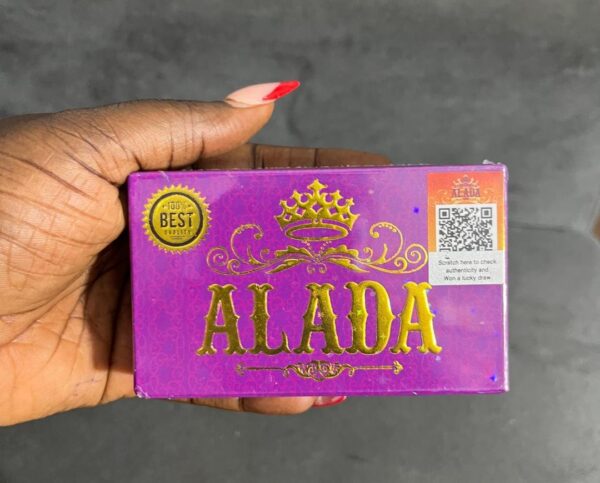 100%
BEST
QUALITY
ALADA
Scratch here to check
authenticity and
Won a lucky draw.
ALADA